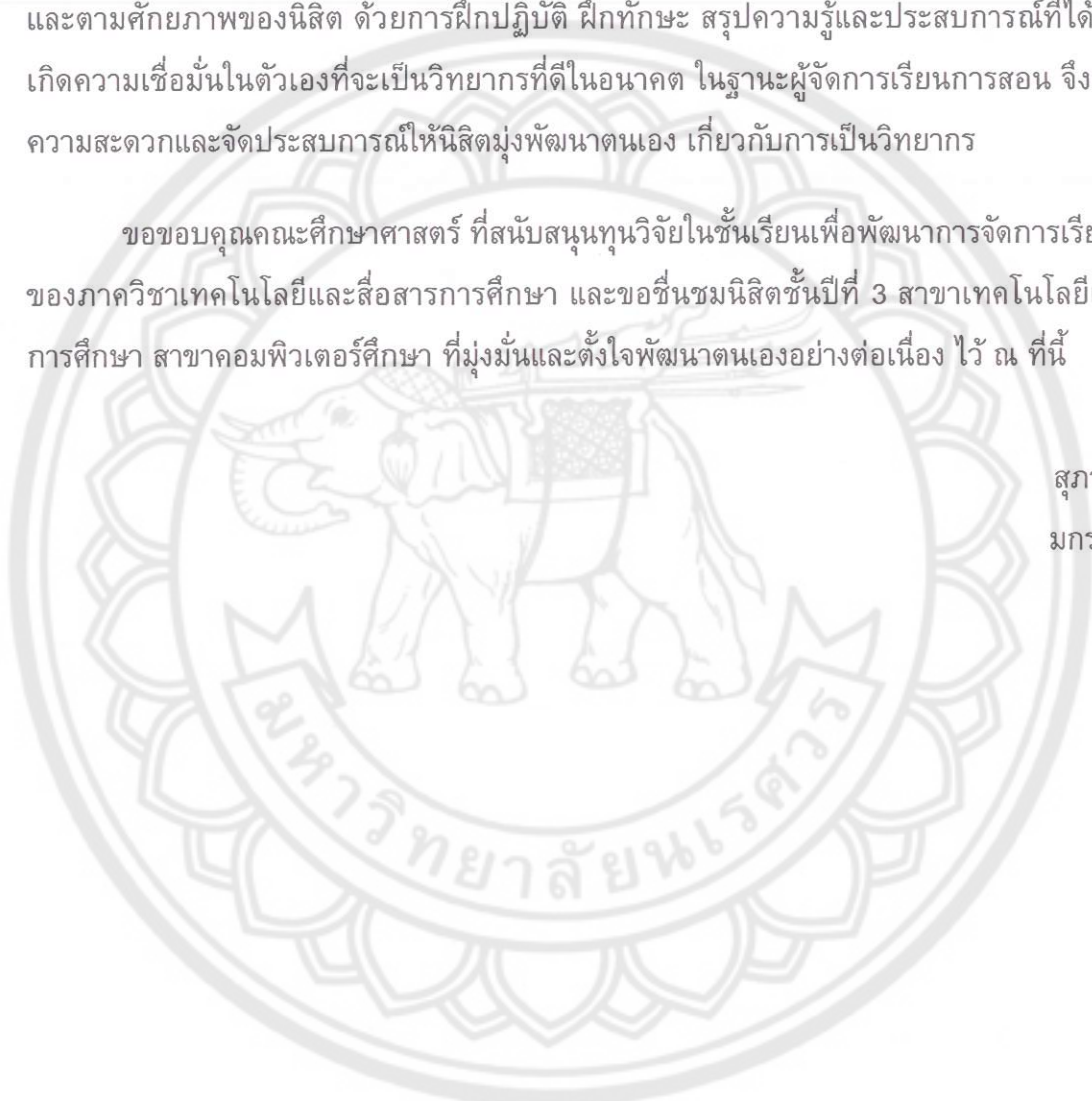 และตามศักยภาพของนิสิต ด้วยการฝึกปฏิบัติ ฝึกทักษะ สรุปความรู้และประสบการณ์ที่ได้
เกิดความเชื่อมั่นในตัวเองที่จะเป็นวิทยากรที่ดีในอนาคต ในฐานะผู้จัดการเรียนการสอน จึง
ความสะดวกและจัดประสบการณ์ให้นิสิตมุ่งพัฒนาตนเอง เกี่ยวกับการเป็นวิทยากร
ขอขอบคุณคณะศึกษาศาสตร์ ที่สนับสนุนทุนวิจัยในชั้นเรียนเพื่อพัฒนาการจัดการเรีย
ของภาควิชาเทคโนโลยีและสื่อสารการศึกษา และขอชื่นชมนิสิตชั้นปีที่ 3 สาขาเทคโนโลยี
การศึกษา สาขาคอมพิวเตอร์ศึกษา ที่มุ่งมั่นและตั้งใจพัฒนาตนเองอย่างต่อเนื่อง ไว้ ณ ที่นี้
สุภา
มกร
มหาวิทยาลัยนเรศวร